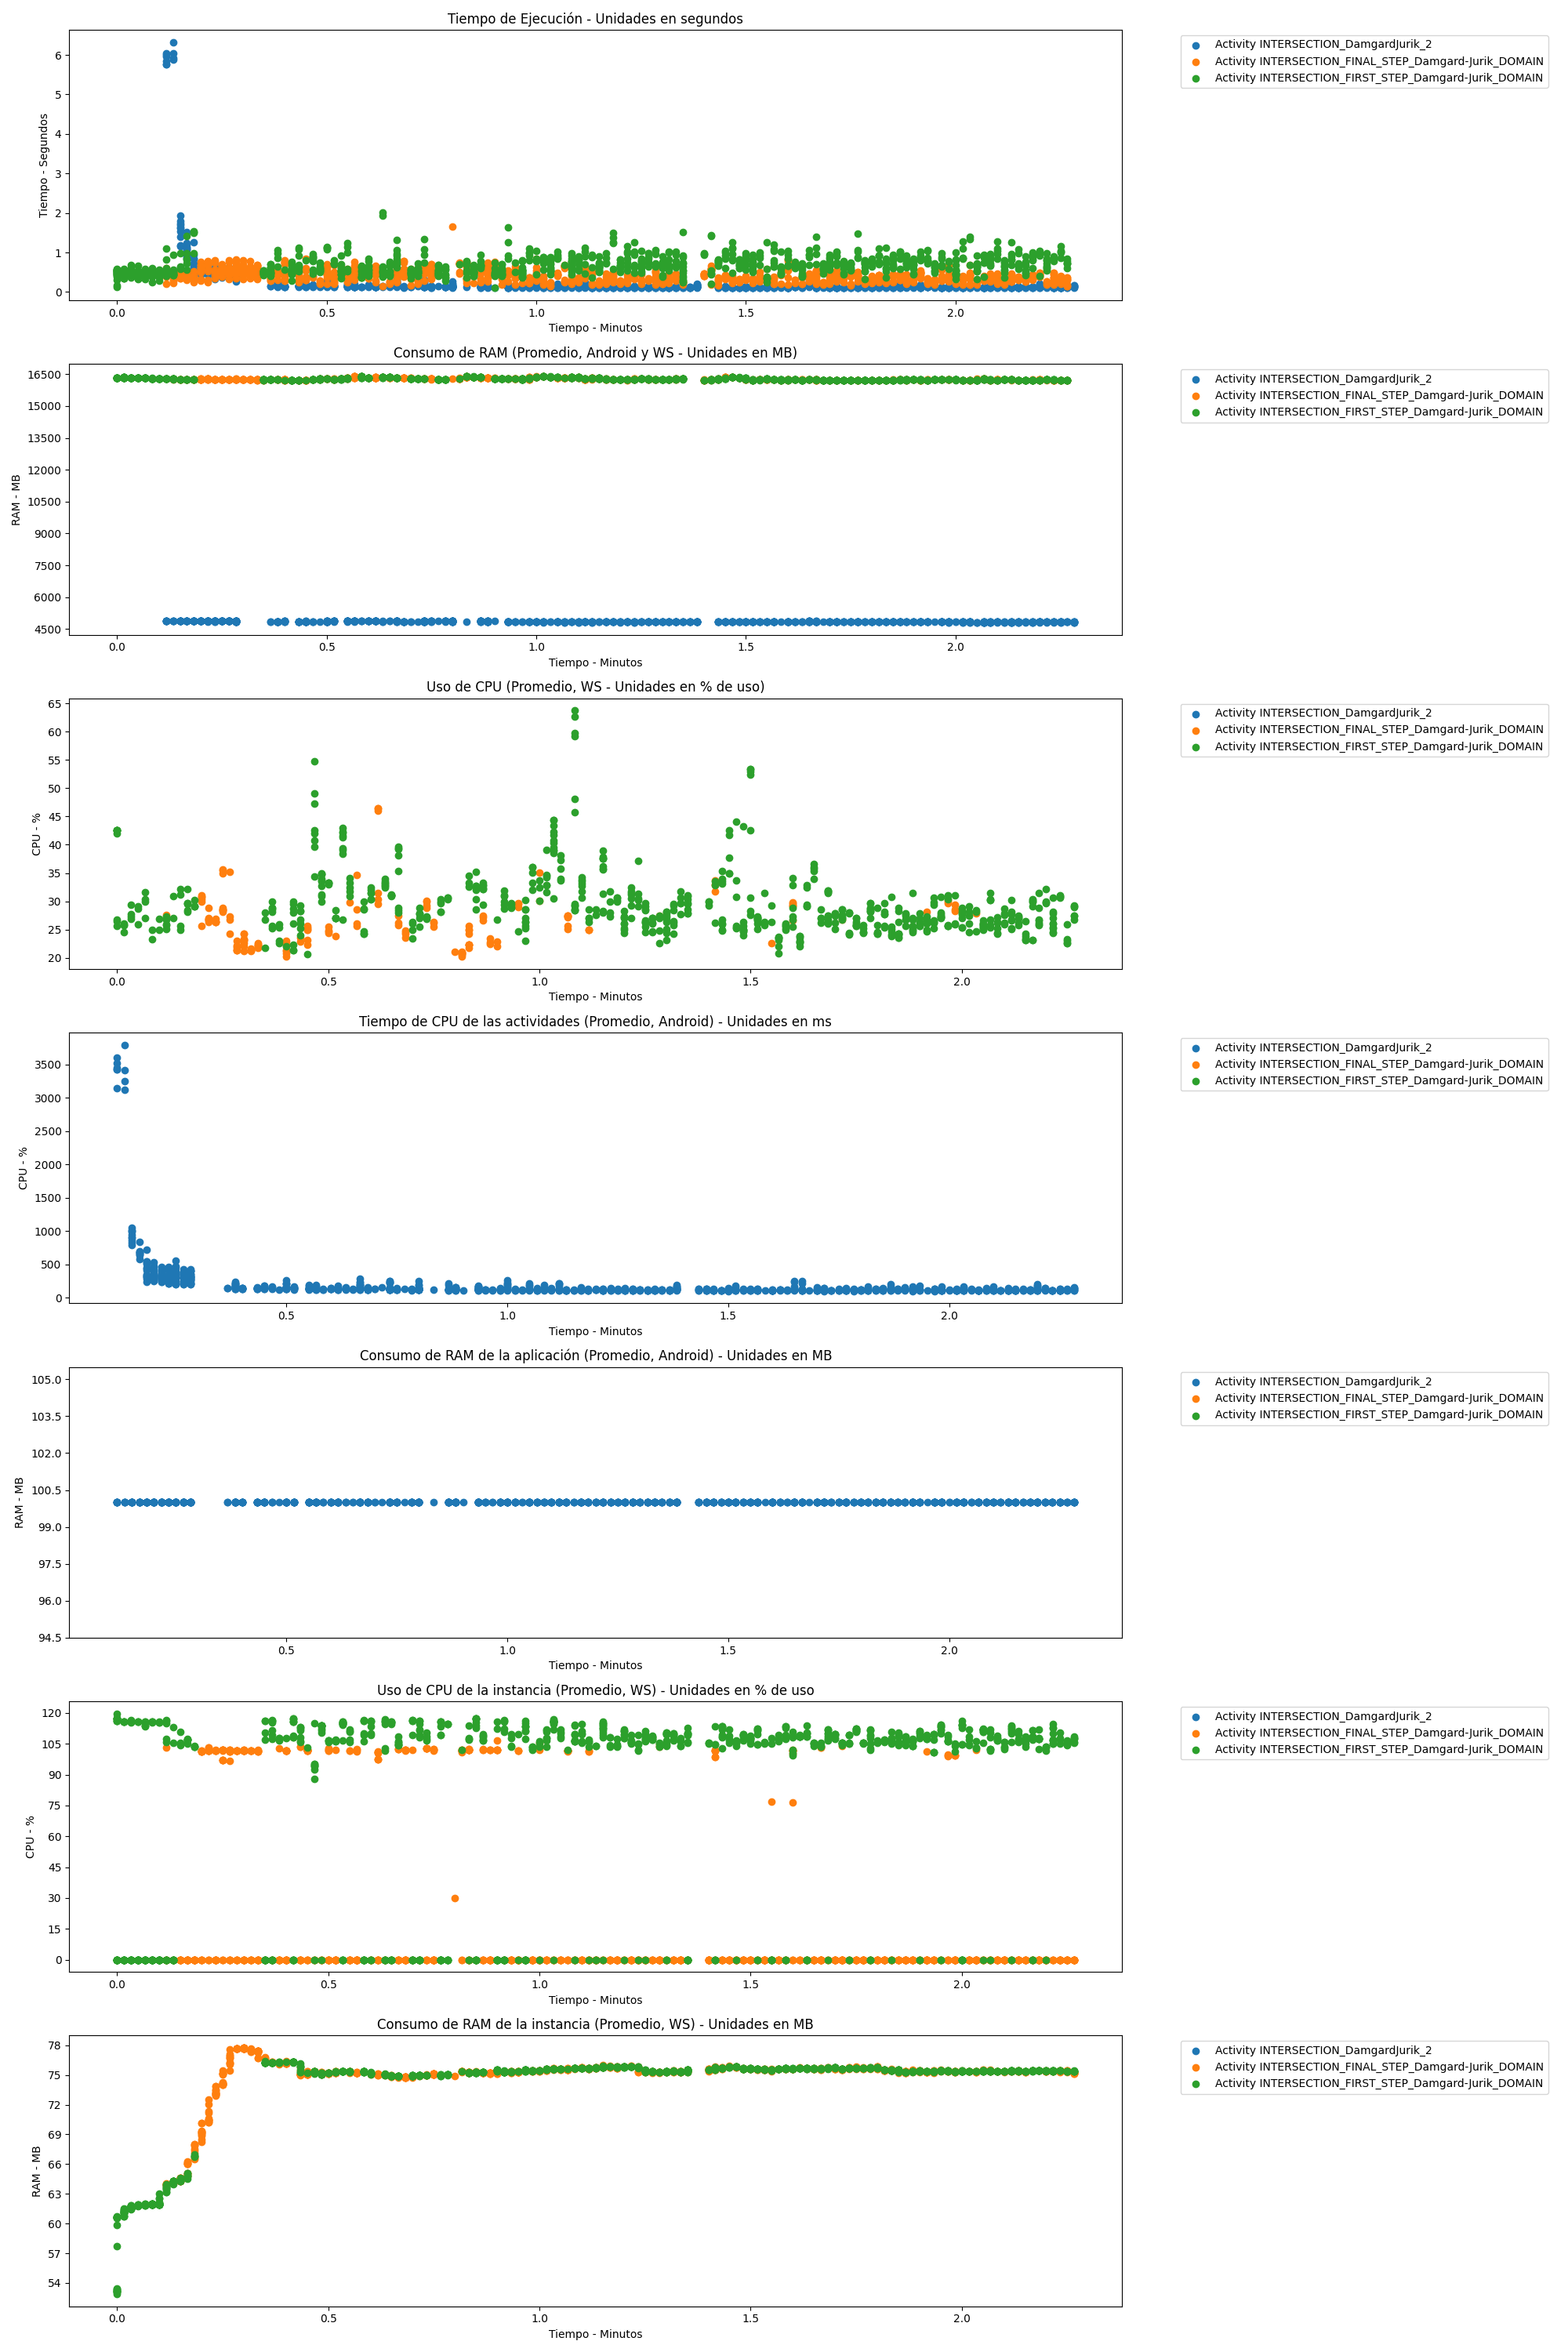 Tiempo de Ejecución - Unidades en segundos
Tiempo - Segundos
6
5
4
3
2
1
0
0.0 0.5 1.0 1.5 2.0
Tiempo - Minutos
Activity INTERSECTION_DamgardJurik_2
Activity INTERSECTION_FINAL_STEP_Damgard-Jurik_DOMAIN
Activity INTERSECTION_FIRST_STEP_Damgard-Jurik_DOMAIN
Consumo de RAM (Promedio, Android y WS - Unidades en MB)
RAM - MB
16500
15000
13500
12000
10500
9000
7500
6000
4500
0.0 0.5 1.0 1.5 2.0
Tiempo - Minutos
Activity INTERSECTION_DamgardJurik_2
Activity INTERSECTION_FINAL_STEP_Damgard-Jurik_DOMAIN
Activity INTERSECTION_FIRST_STEP_Damgard-Jurik_DOMAIN
Uso de CPU (Promedio, WS - Unidades en % de uso)
CPU - %
65
60
55
50
45
40
35
30
25
20
0.0 0.5 1.0 1.5 2.0
Tiempo - Minutos
Activity INTERSECTION_DamgardJurik_2
Activity INTERSECTION_FINAL_STEP_Damgard-Jurik_DOMAIN
Activity INTERSECTION_FIRST_STEP_Damgard-Jurik_DOMAIN
Tiempo de CPU de las actividades (Promedio, Android) - Unidades en ms
CPU - %
3500
3000
2500
2000
1500
1000
500
0
0.5 1.0 1.5 2.0
Tiempo - Minutos
Activity INTERSECTION_DamgardJurik_2
Activity INTERSECTION_FINAL_STEP_Damgard-Jurik_DOMAIN
Activity INTERSECTION_FIRST_STEP_Damgard-Jurik_DOMAIN
Consumo de RAM de la aplicación (Promedio, Android) - Unidades en MB
RAM - MB
105.0
103.5
102.0
100.5
99.0
97.5
96.0
94.5
0.5 1.0 1.5 2.0
Tiempo - Minutos
Activity INTERSECTION_DamgardJurik_2
Activity INTERSECTION_FINAL_STEP_Damgard-Jurik_DOMAIN
Activity INTERSECTION_FIRST_STEP_Damgard-Jurik_DOMAIN
Uso de CPU de la instancia (Promedio, WS) - Unidades en % de uso
CPU - %
120
105
90
75
60
45
30
15
0
0.0 0.5 1.0 1.5 2.0
Tiempo - Minutos
Activity INTERSECTION_DamgardJurik_2
Activity INTERSECTION_FINAL_STEP_Damgard-Jurik_DOMAIN
Activity INTERSECTION_FIRST_STEP_Damgard-Jurik_DOMAIN
Consumo de RAM de la instancia (Promedio, WS) - Unidades en MB
RAM - MB
78
75
72
69
66
63
60
57
54
0.0 0.5 1.0 1.5 2.0
Tiempo - Minutos
Activity INTERSECTION_DamgardJurik_2
Activity INTERSECTION_FINAL_STEP_Damgard-Jurik_DOMAIN
Activity INTERSECTION_FIRST_STEP_Damgard-Jurik_DOMAIN